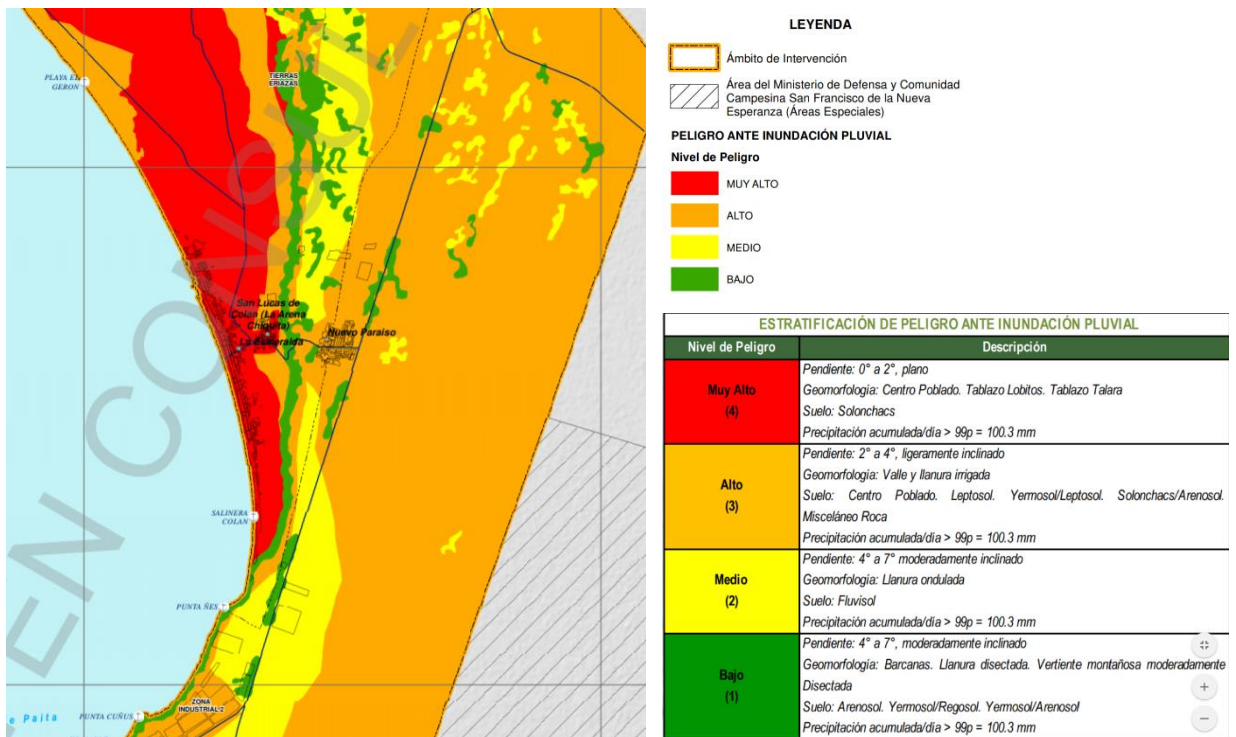 EN CONSUL
PLAYA EL
GERON
TIERRAS
ERIAZAS
San Lucas de
Colan (La Arena
Chiquita)
La Esmeralda
Nuevo Paraiso
SALINERA
COLAN
PUNTA ÑES
ZONA
INDUSTRIAL 2
PUNTA CUÑUS
e Paita
LEYENDA
Ámbito de Intervención
Área del Ministerio de Defensa y Comunidad
Campesina San Francisco de la Nueva
Esperanza (Áreas Especiales)
PELIGRO ANTE INUNDACIÓN PLUVIAL
Nivel de Peligro
MUY ALTO
ALTO
MEDIO
BAJO
ESTRATIFICACIÓN DE PELIGRO ANTE INUNDACIÓN PLUVIAL
Nivel de Peligro Descripción
Muy Alto
(4)
Pendiente: 0° a 2°, plano
Geomorfología: Centro Poblado. Tablazo Lobitos. Tablazo Talara
Suelo: Solonchacs
Precipitación acumulada/día > 99p = 100.3 mm
Alto
(3)
Pendiente: 2° a 4°, ligeramente inclinado
Geomorfología: Valle y llanura irrigada
Suelo: Centro Poblado. Leptosol. Yermosol/Leptosol. Solonchacs/Arenosol.
Misceláneo Roca
Precipitación acumulada/día > 99p = 100.3 mm
Medio
(2)
Pendiente: 4° a 7° moderadamente inclinado
Geomorfología: Llanura ondulada
Suelo: Fluvisol
Precipitación acumulada/día > 99p = 100.3 mm
Bajo
(1)
Pendiente: 4° a 7°, moderadamente inclinado
Geomorfología: Barcanas. Llanura disectada. Vertiente montañosa moderadamente
Disectada
Suelo: Arenosol. Yermosol/Regosol. Yermosol/Arenosol
Precipitación acumulada/día > 99p = 100.3 mm